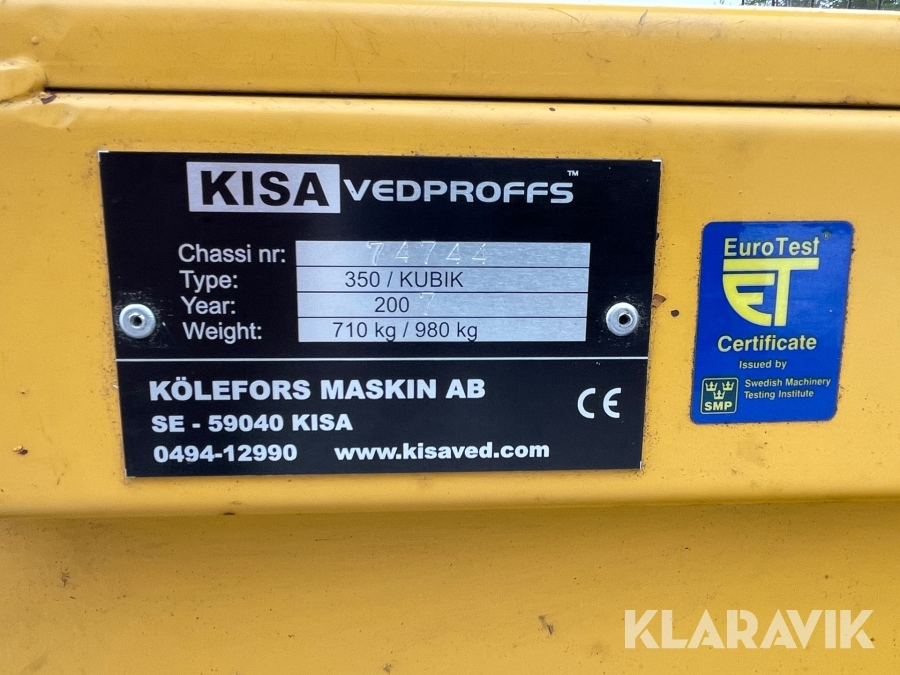 KISA VEDPROFFS™
Chassi nr: 74744
Type: 350 / KUBIK
Year: 2007
Weight: 710 kg / 980 kg
KÖLEFORS MASKIN AB
SE - 59040 KISA
0494-12990 www.kisaved.com
CE
EuroTest®
ET
Certificate
Issued by
SMP
Swedish Machinery
Testing Institute
KLARAVIK